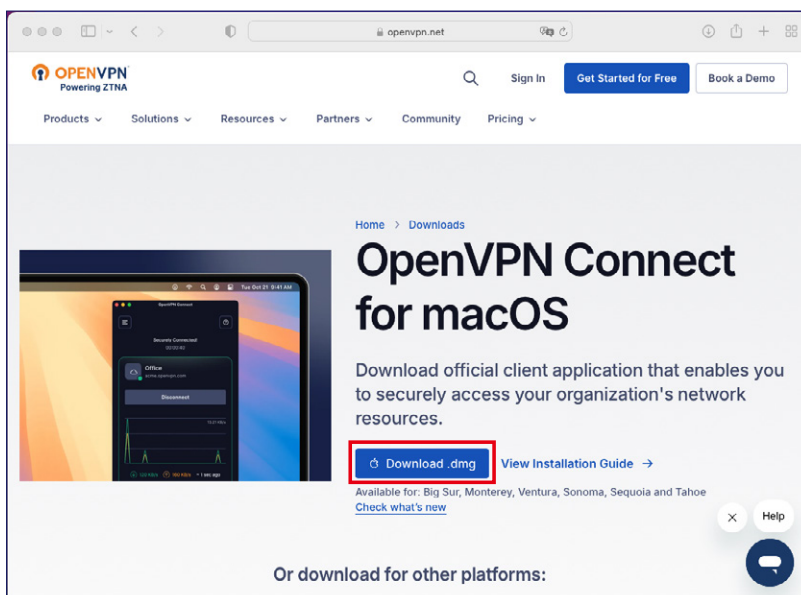 openvpn.net
OPENVPN
Powering ZTNA
Sign In
Get Started for Free
Book a Demo
Products
Solutions
Resources
Partners
Community
Pricing
Home > Downloads
OpenVPN Connect
for macOS
Tue Oct 21 9:41 AM
OpenVPN Connect
Securely Connected
Office
acme.openvpn.com
Disconnect
Download official client application that enables you
to securely access your organization's network
resources.
Download .dmg
View Installation Guide →
Available for: Big Sur, Monterey, Ventura, Sonoma, Sequoia and Tahoe
Check what's new
Help
Or download for other platforms: